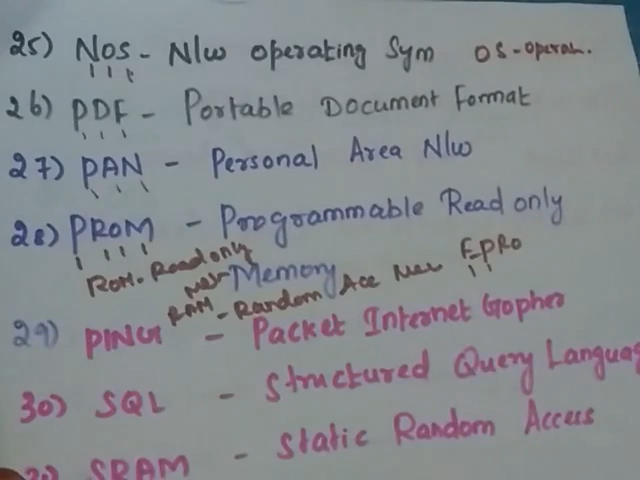 25) NOS - N/w Operating Sym OS - Operan.
26) PDF - Portable Document Format
27) PAN - Personal Area N/w
28) PROM - Programmable Read only
ROM - Read only Mem - Memory EPRO
RAM - Random Acc Mem
29) PING - Packet Internet Gopher
30) SQL - Structured Query Languag
SRAM - Static Random Access